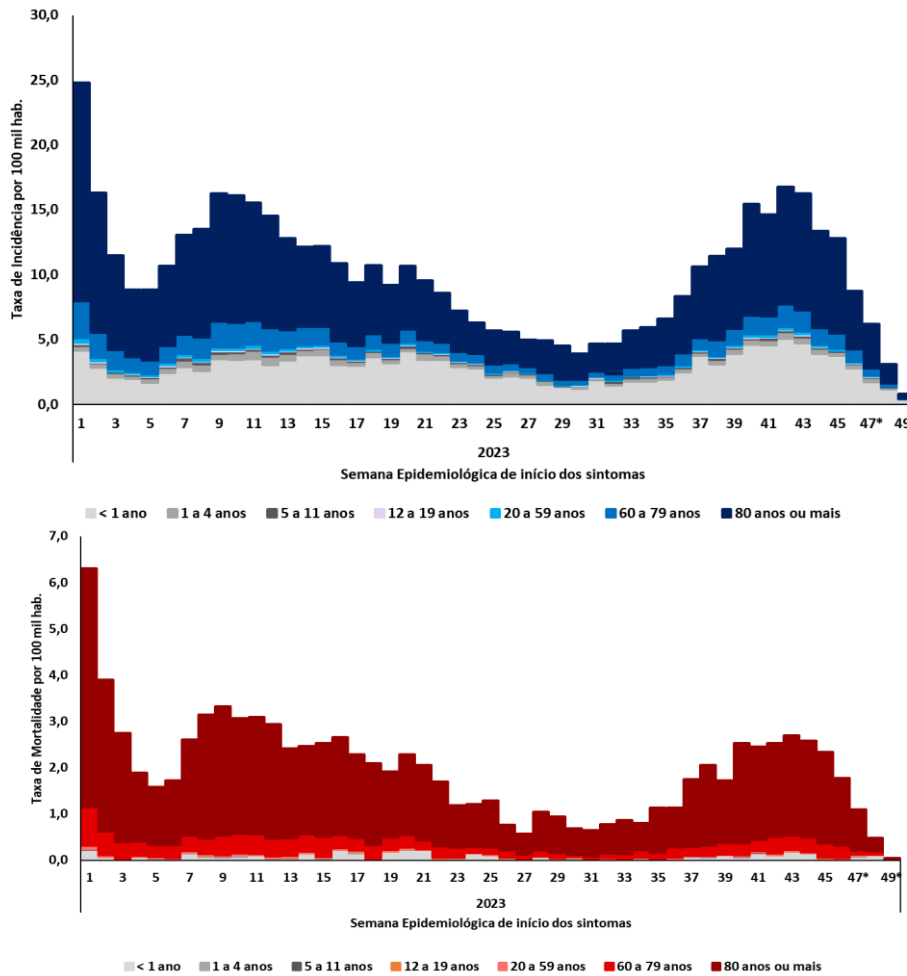 30,0
25,0
20,0
15,0
10,0
5,0
0,0
Taxa de Incidência por 100 mil hab.
1 3 5 7 9 11 13 15 17 19 21 23 25 27 29 31 33 35 37 39 41 43 45 47* 49
2023
Semana Epidemiológica de início dos sintomas
< 1 ano 1 a 4 anos 5 a 11 anos 12 a 19 anos 20 a 59 anos 60 a 79 anos 80 anos ou mais
7,0
6,0
5,0
4,0
3,0
2,0
1,0
0,0
Taxa de Mortalidade por 100 mil hab.
1 3 5 7 9 11 13 15 17 19 21 23 25 27 29 31 33 35 37 39 41 43 45 47* 49*
2023
Semana Epidemiológica de início dos sintomas
< 1 ano 1 a 4 anos 5 a 11 anos 12 a 19 anos 20 a 59 anos 60 a 79 anos 80 anos ou mais